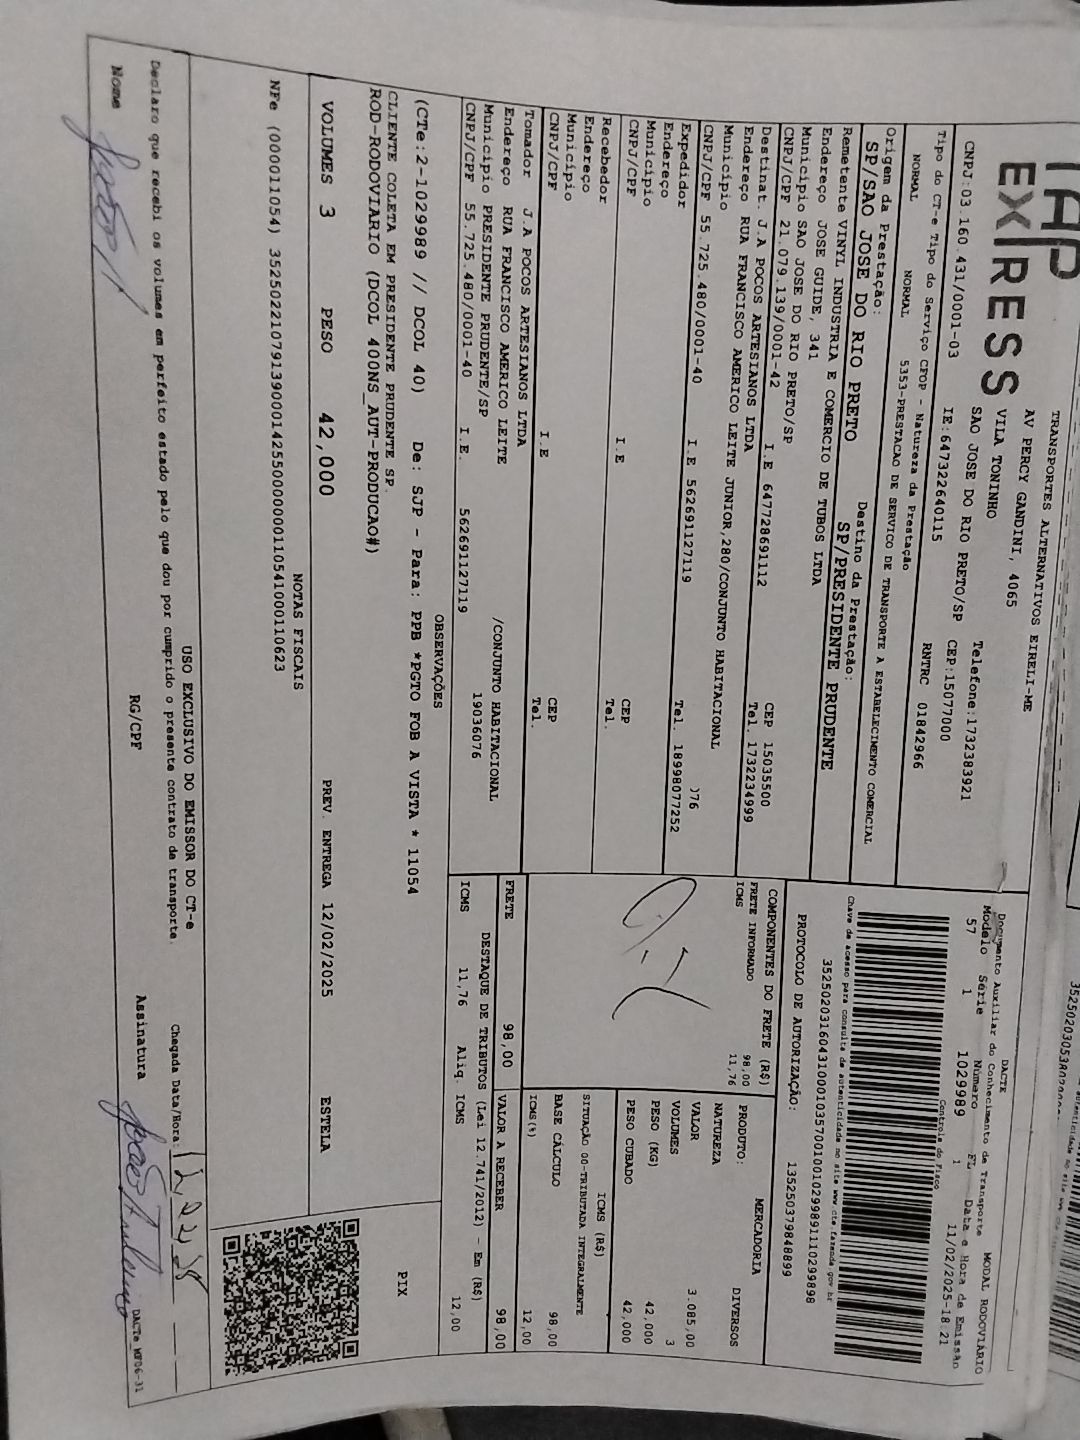 TAP
EXPRESS
TRANSPORTES ALTERNATIVOS EIRELI-ME
AV PERCY GANDINI, 4065
VILA TONINHO
SAO JOSE DO RIO PRETO/SP
Telefone:1732383921
CNPJ:03.160.431/0001-03 IE:647322640115 CEP:15077000
RNTRC 01842966
Tipo do CT-e Tipo do Serviço CFOP - Natureza da Prestação
NORMAL NORMAL 5353-PRESTACAO DE SERVICO DE TRANSPORTE A ESTABELECIMENTO COMERCIAL
Origem da Prestação: Destino da Prestação:
SP/SAO JOSE DO RIO PRETO SP/PRESIDENTE PRUDENTE
Remetente VINYL INDUSTRIA E COMERCIO DE TUBOS LTDA
Endereço JOSE GUIDE, 341
Município SAO JOSE DO RIO PRETO/SP CEP 15035500
CNPJ/CPF 21.079.139/0001-42 I.E 647728691112 Tel. 1732234999
Destinat. J.A POCOS ARTESIANOS LTDA
Endereço RUA FRANCISCO AMERICO LEITE JUNIOR,280/CONJUNTO HABITACIONAL
Município )76
CNPJ/CPF 55.725.480/0001-40 I.E 562691127119 Tel. 18998077252
Expedidor
Endereço
Município CEP
CNPJ/CPF I.E Tel.
Recebedor
Endereço
Município CEP
CNPJ/CPF I.E Tel.
Tomador J.A POCOS ARTESIANOS LTDA
Endereço RUA FRANCISCO AMERICO LEITE /CONJUNTO HABITACIONAL
Município PRESIDENTE PRUDENTE/SP 19036076
CNPJ/CPF 55.725.480/0001-40 I.E. 562691127119
OBSERVAÇÕES
(CTe:2-1029989 // DCOL 40) De: SJP - Para: PPB *PGTO FOB A VISTA * 11054
CLIENTE COLETA EM PRESIDENTE PRUDENTE SP.
ROD-RODOVIARIO (DCOL 400NS_AUT-PRODUCAO#)
VOLUMES 3 PESO 42,000 PREV. ENTREGA 12/02/2025 ESTELA
NOTAS FISCAIS
NFe (000011054) 35250221079139000142550000000110541000110623
DACTE
Documento Auxiliar do Conhecimento de Transporte MODAL RODOVIÁRIO
Modelo Série Número FL Data e Hora de Emissão
57 1 1029989 1 11/02/2025-18:21
Controle do Fisco
Chave de acesso para consulta de autenticidade no site www.cte.fazenda.gov.br
35250203160431000103570010010299891110299898
PROTOCOLO DE AUTORIZAÇÃO: 135250379848899
COMPONENTES DO FRETE (R$)
FRETE INFORMADO 98,00
ICMS 11,76
PRODUTO: MERCADORIA
NATUREZA DIVERSOS
VALOR 3.085,00
VOLUMES 3
PESO (KG) 42,000
PESO CUBADO 42,000
ICMS (R$)
SITUAÇÃO 00-TRIBUTADA INTEGRALMENTE
BASE CÁLCULO 98,00
ICMS(%) 12,00
FRETE 98,00 VALOR A RECEBER 98,00
DESTAQUE DE TRIBUTOS (Lei 12.741/2012) - Em (R$)
ICMS 11,76 Aliq. ICMS 12,00
PIX
USO EXCLUSIVO DO EMISSOR DO CT-e
Declaro que recebi os volumes em perfeito estado pelo que dou por cumprido o presente contrato de transporte.
Chegada Data/Hora:
Nome RG/CPF Assinatura
DACTe_MFD6-31